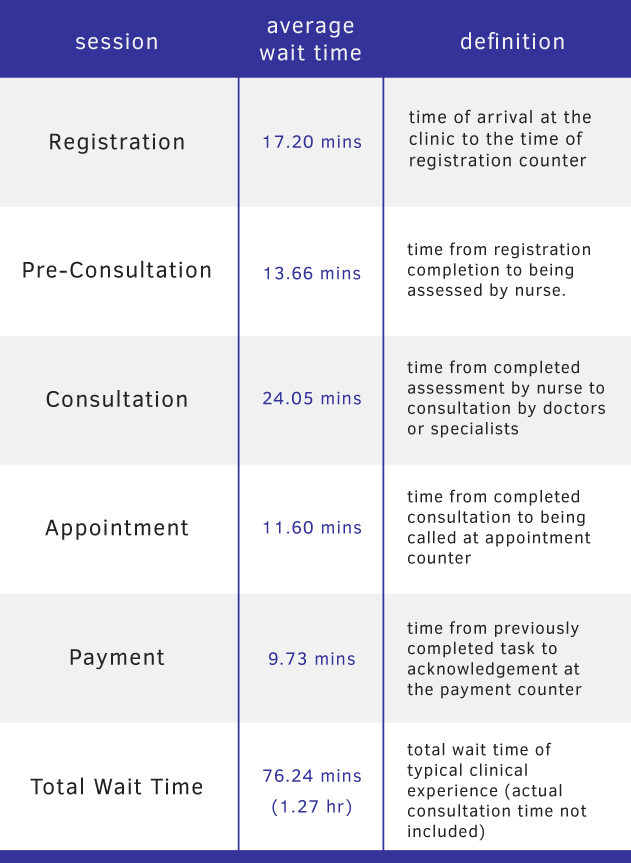 session
average
wait time
definition
Registration
17.20 mins
time of arrival at the
clinic to the time of
registration counter
Pre-Consultation
13.66 mins
time from registration
completion to being
assessed by nurse.
Consultation
24.05 mins
time from completed
assessment by nurse to
consultation by doctors
or specialists
Appointment
11.60 mins
time from completed
consultation to being
called at appointment
counter
Payment
9.73 mins
time from previously
completed task to
acknowledgement at
the payment counter
Total Wait Time
76.24 mins
(1.27 hr)
total wait time of
typical clinical
experience (actual
consultation time not
included)